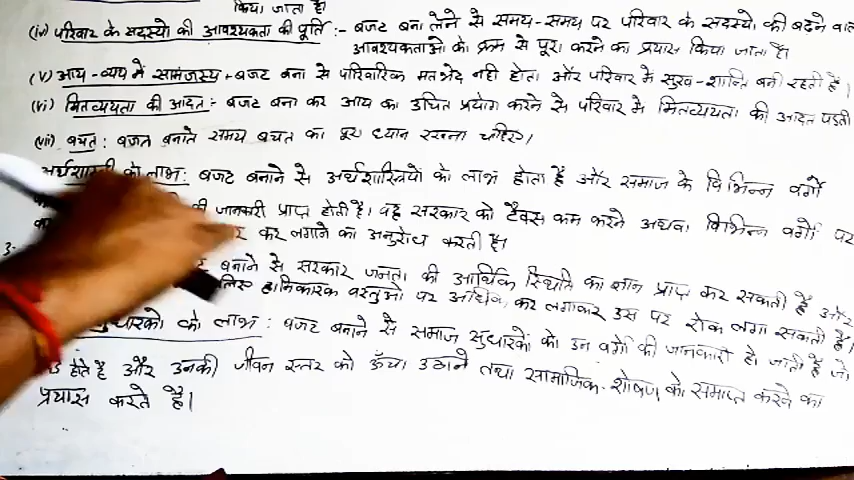 किया जाता है।
(iv) परिवार के सदस्यो की आवश्यकता की पूर्ति :- बजट बना लेने से समय-समय पर परिवार के सदस्यो की बढ़ने वाल
आवश्यकताओ को क्रम से पूरा करने का प्रयास किया जाता है।
(v) आय-व्यय में सामंजस्य :- बजट बना से परिवारिक मतभेद नही होता और परिवार मे सुख-शान्ति बनी रहती है।
(vi) मितव्ययता की आदत :- बजट बना कर आय का उचित प्रयोग करने से परिवार मे मितव्ययता की आदत पड़ती
(vii) बचत : बजत बनाते समय बचत का पूरा ध्यान रखना चहिए।
को लाभ : बजट बनाने से अर्थशास्त्रियो को लाभ होता है और समाज के विभिन्न वर्गो
की जानकरी प्राप्त होती है। वह सरकार को टैक्स कम करने अथवा विभिन्न वर्गो पर
कर लगाने का अनुरोध करती है।
3:- बनाने से सरकार जनता की आर्थिक स्थिति का ज्ञान प्राप्त कर सकती है और
हानिकारक वस्तुओ पर अधिक कर लगाकर उस पर रोक लगा सकती है।
को लाभ : बजट बनाने से समाज सुधारको को उन वर्गो की जानकारी हो जाती है जो
होते है और उनकी जीवन स्तर को ऊँचा उठाने तथा सामाजिक-शोषण को समाप्त करने का
प्रयास करते है।